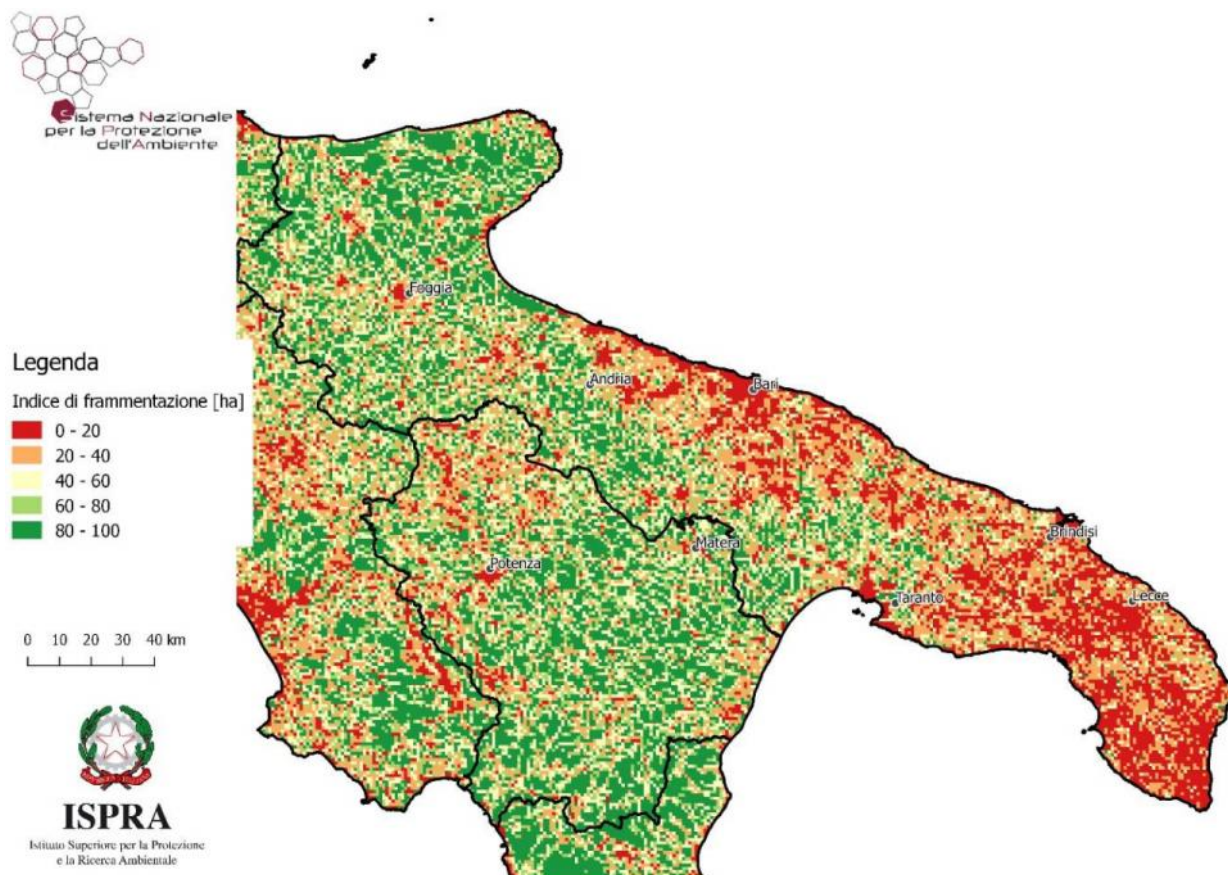 Sistema Nazionale
per la Protezione
dell'Ambiente
Foggia
Legenda
Indice di frammentazione [ha]
0 - 20
20 - 40
40 - 60
60 - 80
80 - 100
Andria
Bari
Brindisi
Matera
Potenza
Taranto
Lecce
0 10 20 30 40 km
ISPRA
Istituto Superiore per la Protezione
e la Ricerca Ambientale